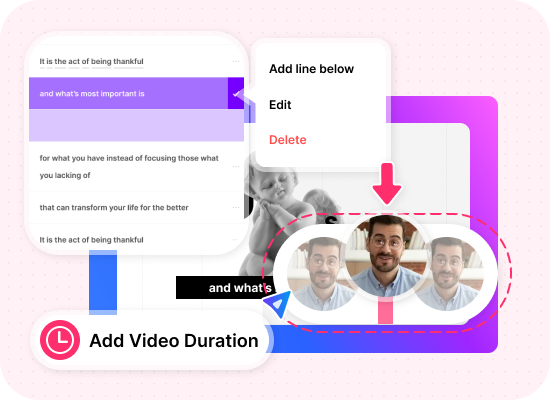 It is the act of being thankful
and what's most important is
for what you have instead of focusing those what
you lacking of
that can transform your life for the better
It is the act of being thankful
Add line below
Edit
Delete
S
and what's
Add Video Duration